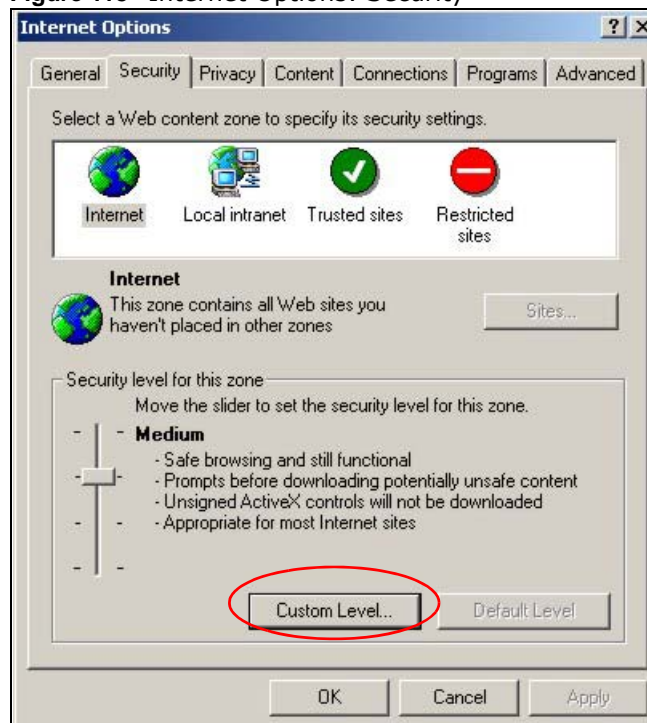 Internet Options
General Security Privacy Content Connections Programs Advanced
Select a Web content zone to specify its security settings.
Internet Local intranet Trusted sites Restricted
sites
Internet
This zone contains all Web sites you
haven't placed in other zones
Sites...
Security level for this zone
Move the slider to set the security level for this zone.
Medium
- Safe browsing and still functional
- Prompts before downloading potentially unsafe content
- Unsigned ActiveX controls will not be downloaded
- Appropriate for most Internet sites
Custom Level... Default Level
OK Cancel Apply